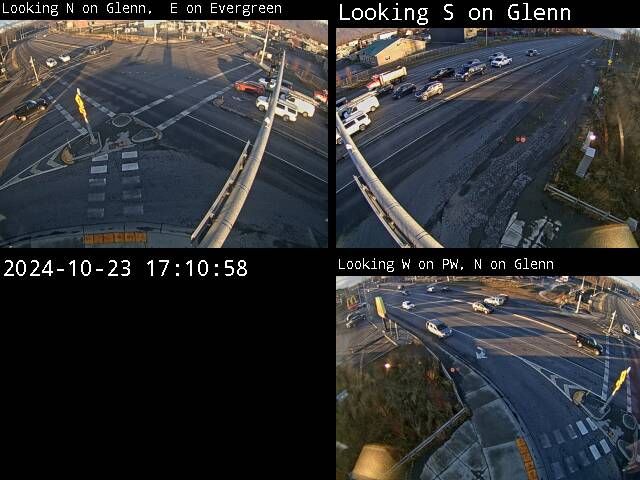 Looking N on Glenn,  E on Evergreen
Looking S on Glenn
2024-10-23 17:10:58
Looking W on PW, N on Glenn